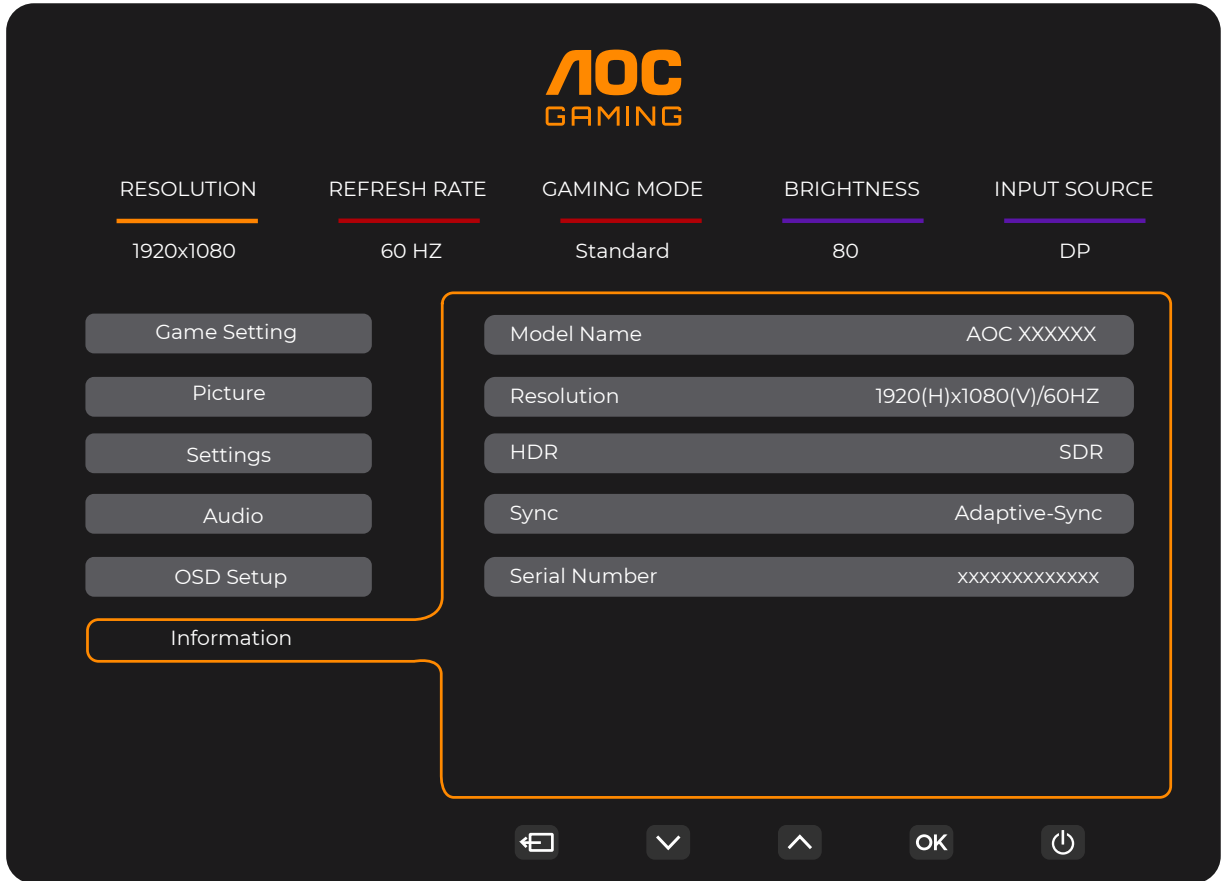 AOC
GAMING
RESOLUTION REFRESH RATE GAMING MODE BRIGHTNESS INPUT SOURCE
1920x1080 60 HZ Standard 80 DP
Game Setting
Picture
Settings
Audio
OSD Setup
Information
Model Name AOC XXXXXX
Resolution 1920(H)x1080(V)/60HZ
HDR SDR
Sync Adaptive-Sync
Serial Number xxxxxxxxxxxxx
OK